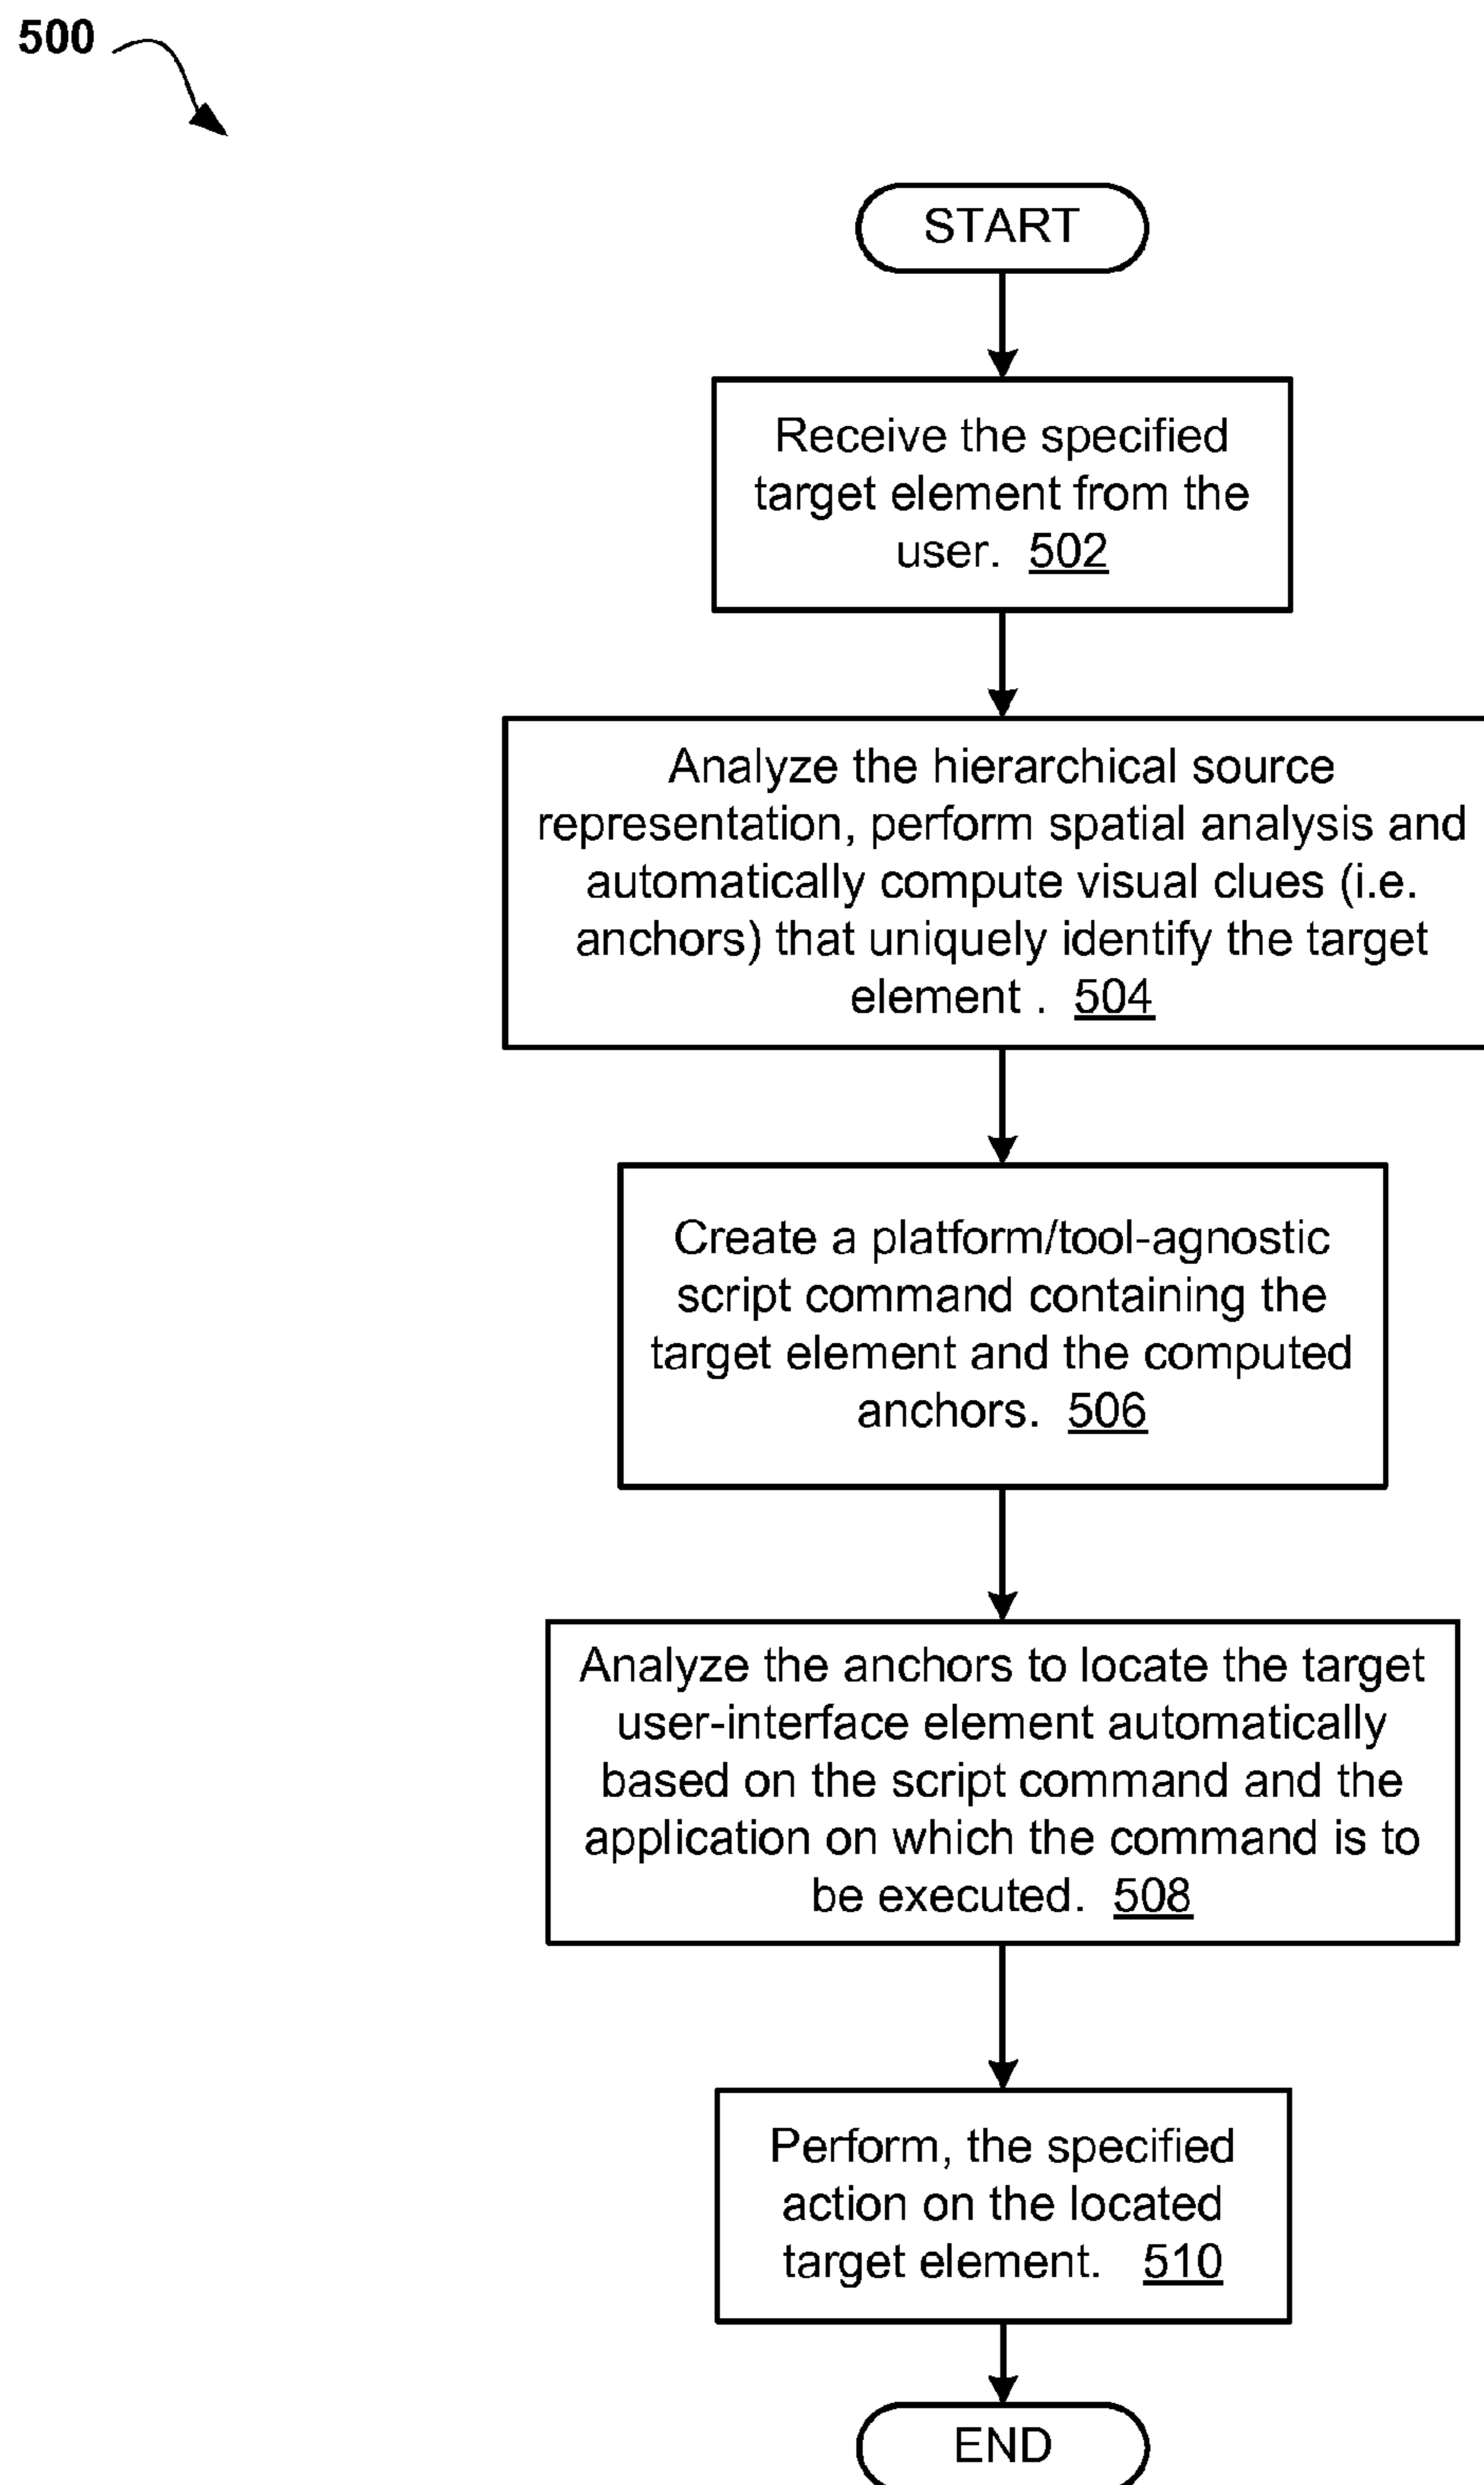 500
START
Receive the specified
target element from the
user. 502
Analyze the hierarchical source
representation, perform spatial analysis and
automatically compute visual clues (i.e.
anchors) that uniquely identify the target
element . 504
Create a platform/tool-agnostic
script command containing the
target element and the computed
anchors. 506
Analyze the anchors to locate the target
user-interface element automatically
based on the script command and the
application on which the command is to
be executed. 508
Perform, the specified
action on the located
target element. 510
END